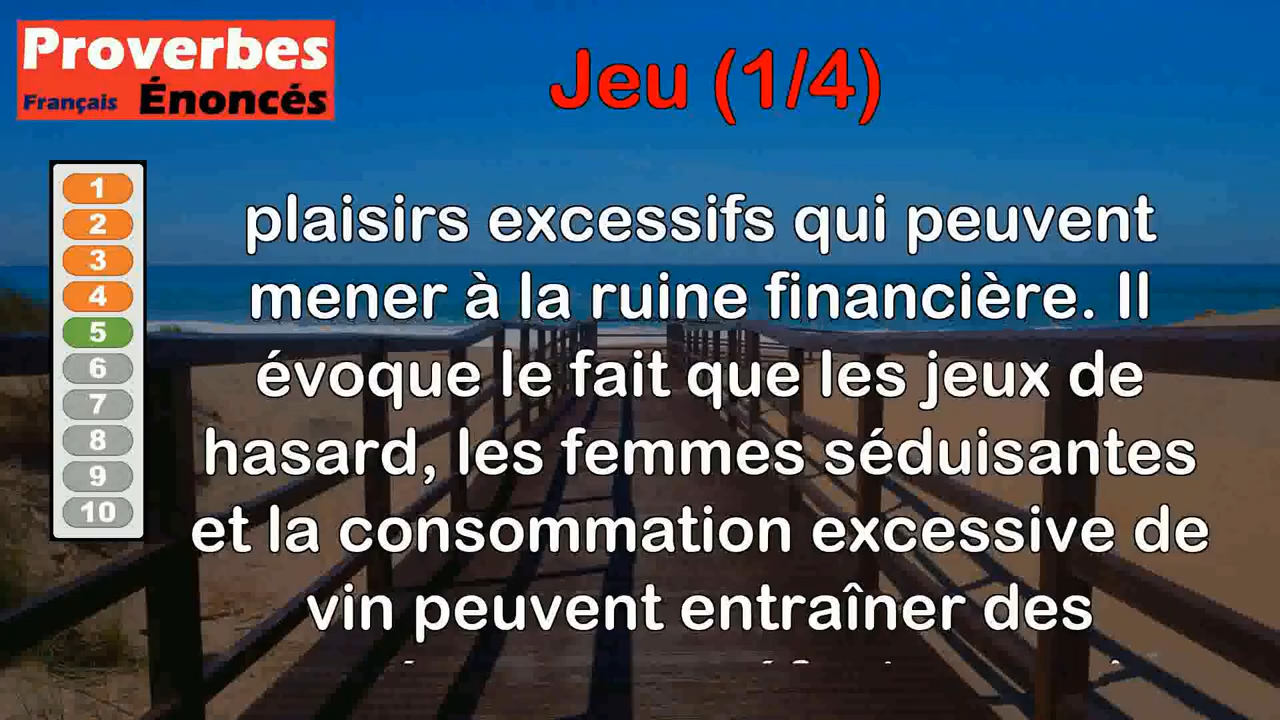 Proverbes
Français Énoncés
Jeu (1/4)
1
2
3
4
5
6
7
8
9
10
plaisirs excessifs qui peuvent
mener à la ruine financière. Il
évoque le fait que les jeux de
hasard, les femmes séduisantes
et la consommation excessive de
vin peuvent entraîner des